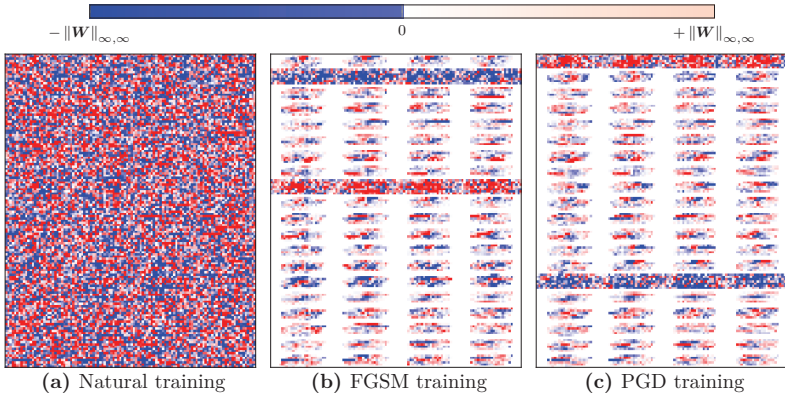 − ‖W‖∞,∞ 0 + ‖W‖∞,∞
(a) Natural training (b) FGSM training (c) PGD training